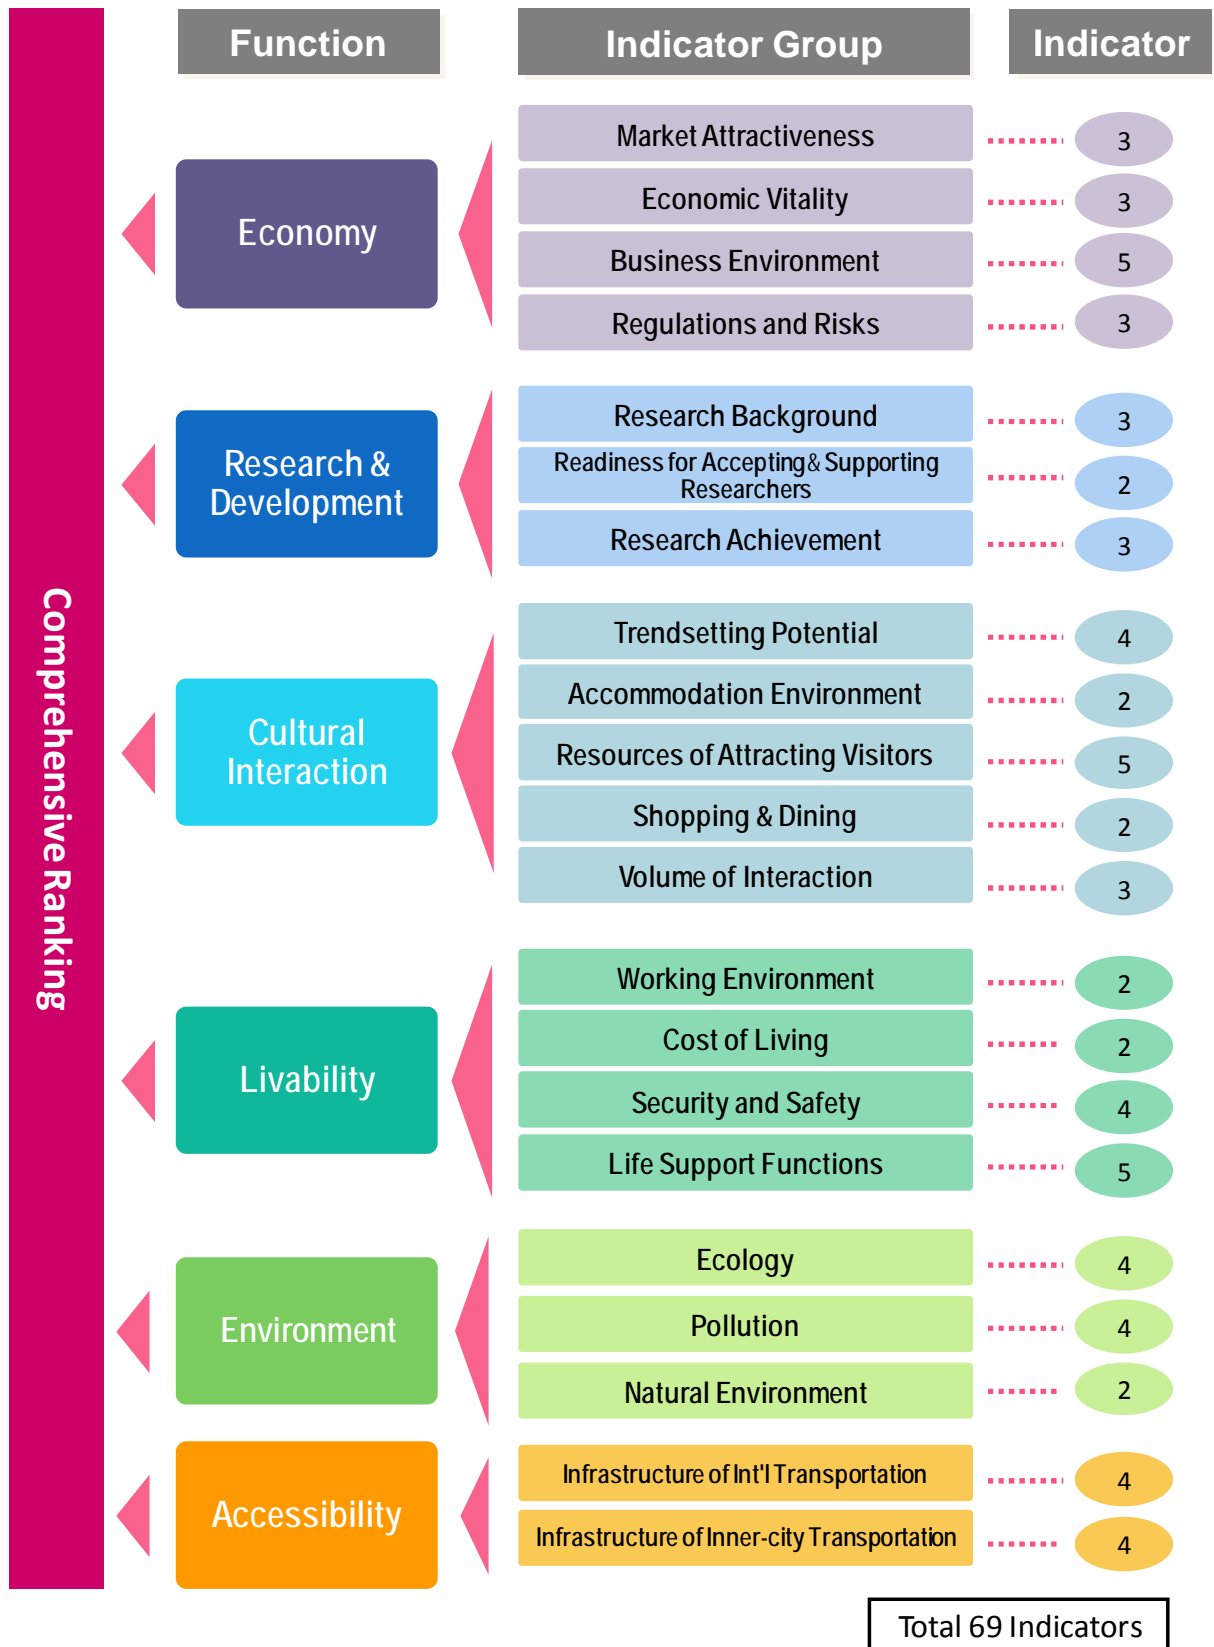 Function
Indicator Group
Indicator
Comprehensive Ranking
Economy
Market Attractiveness
3
Economic Vitality
3
Business Environment
5
Regulations and Risks
3
Research &
Development
Research Background
3
Readiness for Accepting& Supporting
Researchers
2
Research Achievement
3
Cultural
Interaction
Trendsetting Potential
4
Accommodation Environment
2
Resources of Attracting Visitors
5
Shopping & Dining
2
Volume of Interaction
3
Livability
Working Environment
2
Cost of Living
2
Security and Safety
4
Life Support Functions
5
Environment
Ecology
4
Pollution
4
Natural Environment
2
Accessibility
Infrastructure of Int'l Transportation
4
Infrastructure of Inner-city Transportation
4
Total 69 Indicators